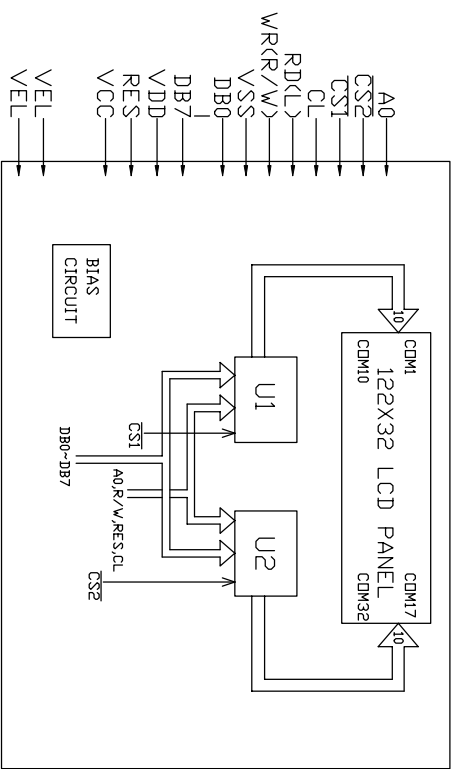 A0
CS2
CS1
CL
RD(L)
WR(R/W)
VSS
DB0
DB7
VDD
RES
VCC
VEL
VEL
BIAS
CIRCUIT
10
COM1
COM10
122X32 LCD PANEL
COM17
COM32
10
U1
U2
CS1
DB0~DB7
A0,R/W,RES,CL
CS2